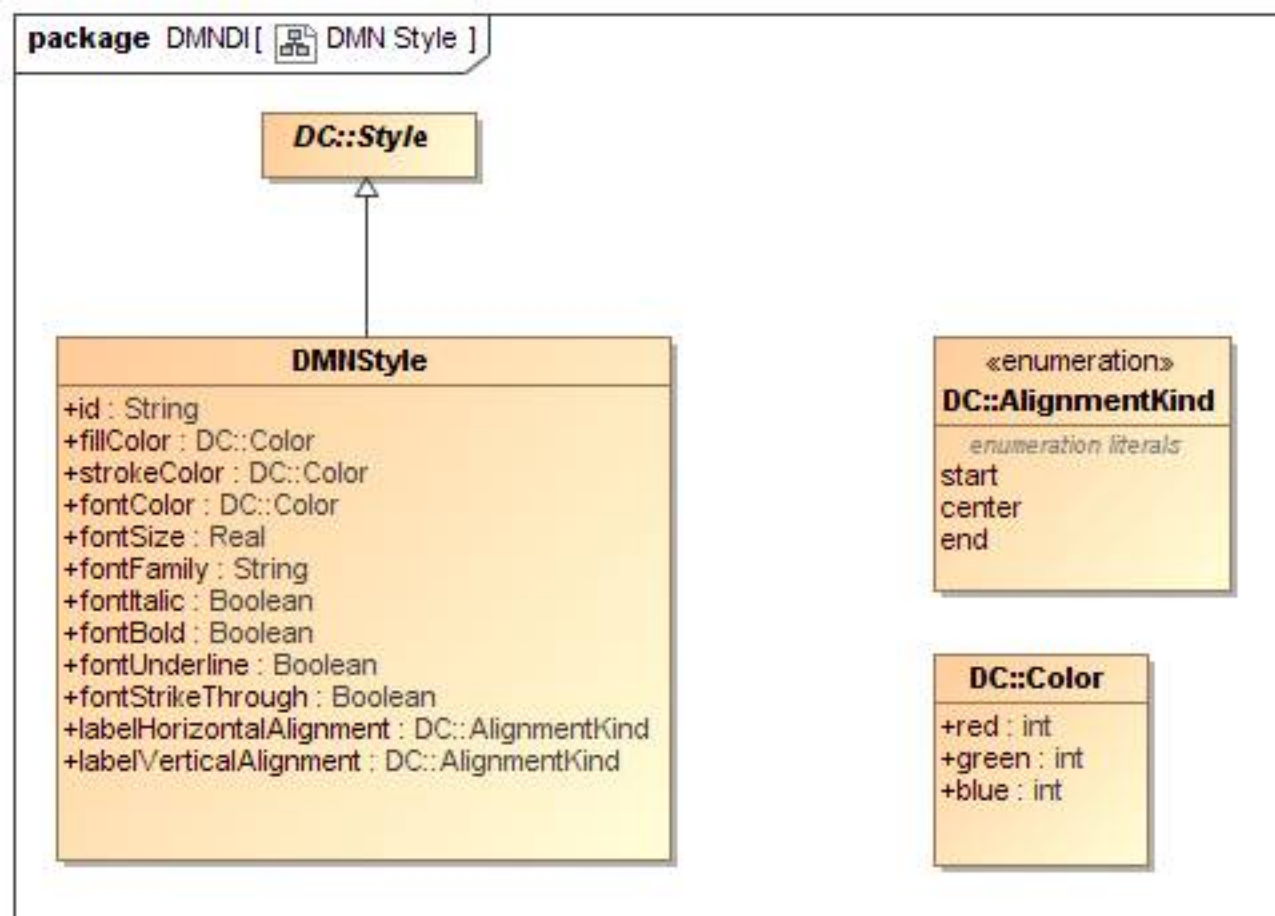 package DMNDI[ DMN Style ]
DC::Style
DMNStyle
+id : String
+fillColor : DC::Color
+strokeColor : DC::Color
+fontColor : DC::Color
+fontSize : Real
+fontFamily : String
+fontItalic : Boolean
+fontBold : Boolean
+fontUnderline : Boolean
+fontStrikeThrough : Boolean
+labelHorizontalAlignment : DC::AlignmentKind
+labelVerticalAlignment : DC::AlignmentKind
«enumeration»
DC::AlignmentKind
enumeration literals
start
center
end
DC::Color
+red : int
+green : int
+blue : int